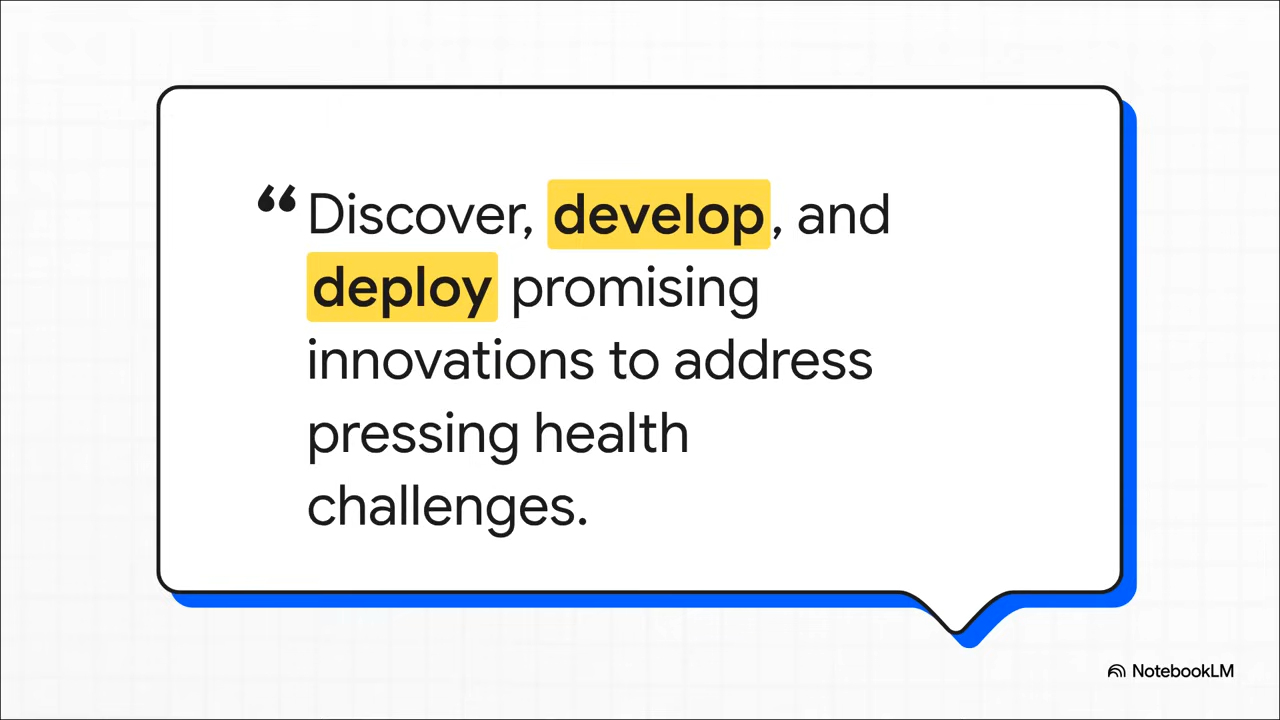 “Discover, develop, and
deploy promising
innovations to address
pressing health
challenges.
NotebookLM